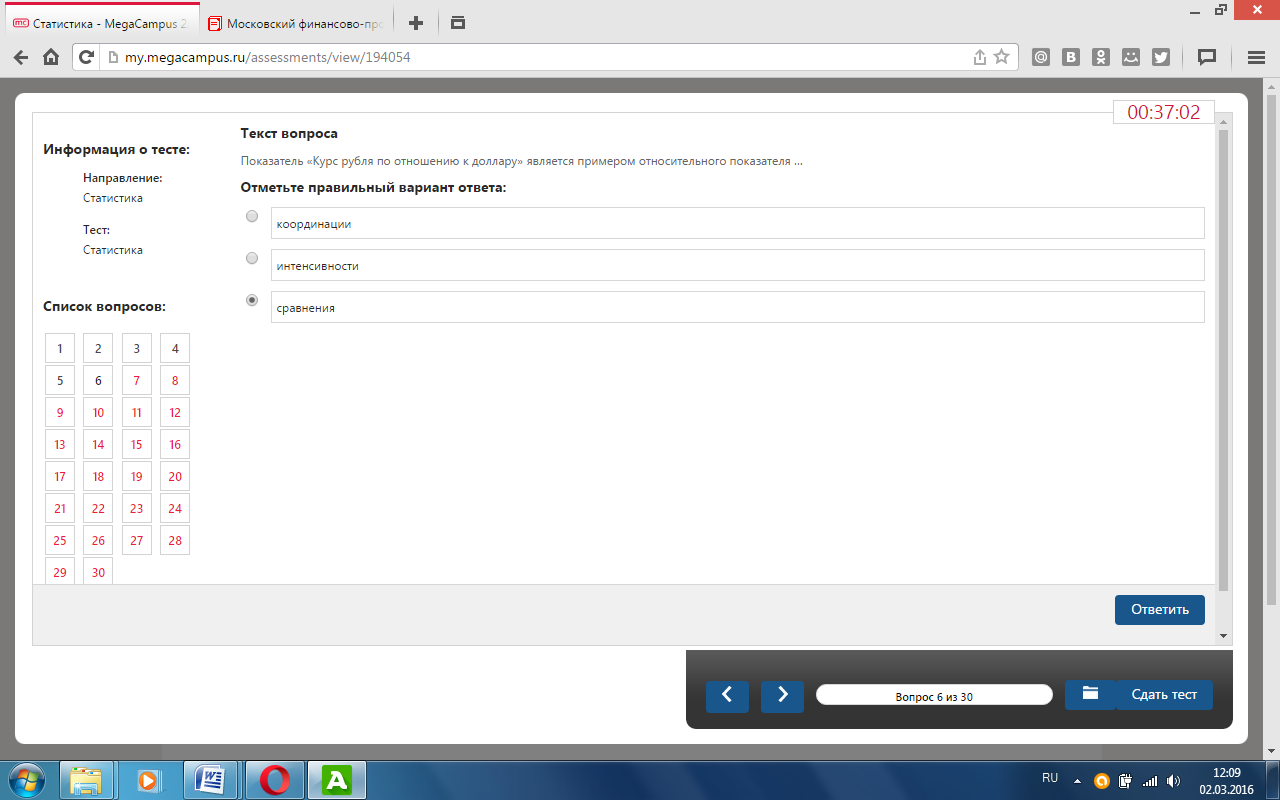 Статистика - MegaCampus 2.
Московский финансово-про
my.megacampus.ru/assessments/view/194054
00:37:02
Информация о тесте:
Направление:
Статистика
Тест:
Статистика
Список вопросов:
1 2 3 4
5 6 7 8
9 10 11 12
13 14 15 16
17 18 19 20
21 22 23 24
25 26 27 28
29 30
Текст вопроса
Показатель «Курс рубля по отношению к доллару» является примером относительного показателя ...
Отметьте правильный вариант ответа:
координации
интенсивности
сравнения
Ответить
Вопрос 6 из 30
Сдать тест
RU
12:09
02.03.2016